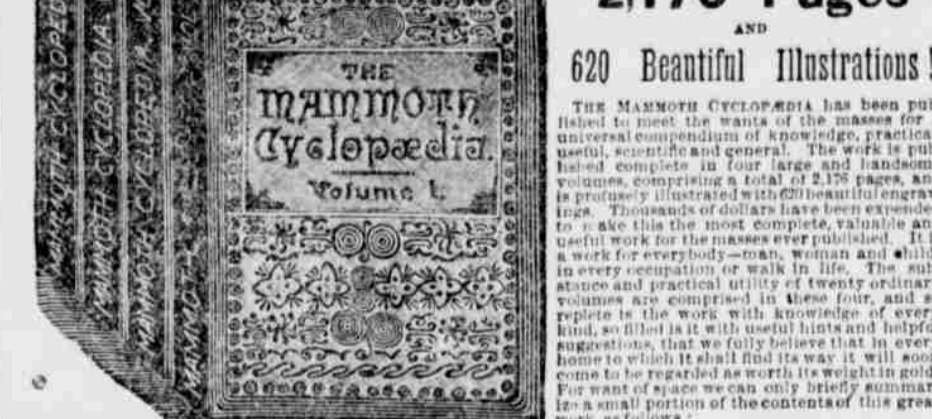 MAMMOTH CYCLOPED
MAMMOTH CYCLOPEDIA
MAMMOTH CYCLOPEDIA
MAMMOT
THE
MAMMOTH
Cyclopædia.
Volume I.
2,176 Pages
AND
620 Beautiful Illustrations!
THE MAMMOTH CYCLOPÆDIA has been pub
lished to meet the wants of the masses for
universal compendium of knowledge, practica
useful, scientific and general. The work is pub
lished complete in four large and handsom
volumes, comprising a total of 2,176 pages, an
is profusely illustrated with 620 beautiful engrav
ings. Thousands of dollars have been expende
to make this the most complete, valuable an
useful work for the masses ever published. It i
a work for everybody—man, woman and child
in every occupation or walk in life. The sub
stance and practical utility of twenty ordinar
volumes are comprised in these four, and s
replete is the work with knowledge of ever
kind, so filled is it with useful hints and helpfu
suggestions, that we fully believe that in ever
home to which it shall find its way it will soon
come to be regarded as worth its weight in gold
For want of space we can only briefly summar
ize a small portion of the contents of this grea
work as follows: